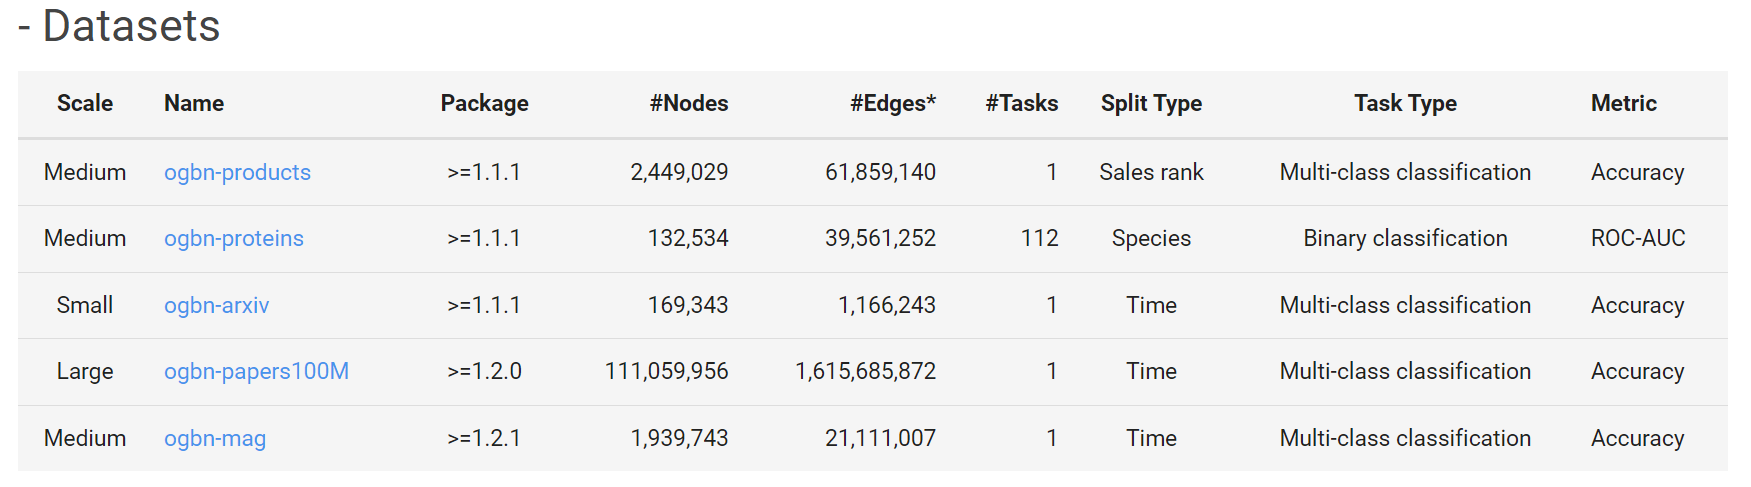 - Datasets
Scale Name Package #Nodes #Edges* #Tasks Split Type Task Type Metric
Medium ogbn-products >=1.1.1 2,449,029 61,859,140 1 Sales rank Multi-class classification Accuracy
Medium ogbn-proteins >=1.1.1 132,534 39,561,252 112 Species Binary classification ROC-AUC
Small ogbn-arxiv >=1.1.1 169,343 1,166,243 1 Time Multi-class classification Accuracy
Large ogbn-papers100M >=1.2.0 111,059,956 1,615,685,872 1 Time Multi-class classification Accuracy
Medium ogbn-mag >=1.2.1 1,939,743 21,111,007 1 Time Multi-class classification Accuracy